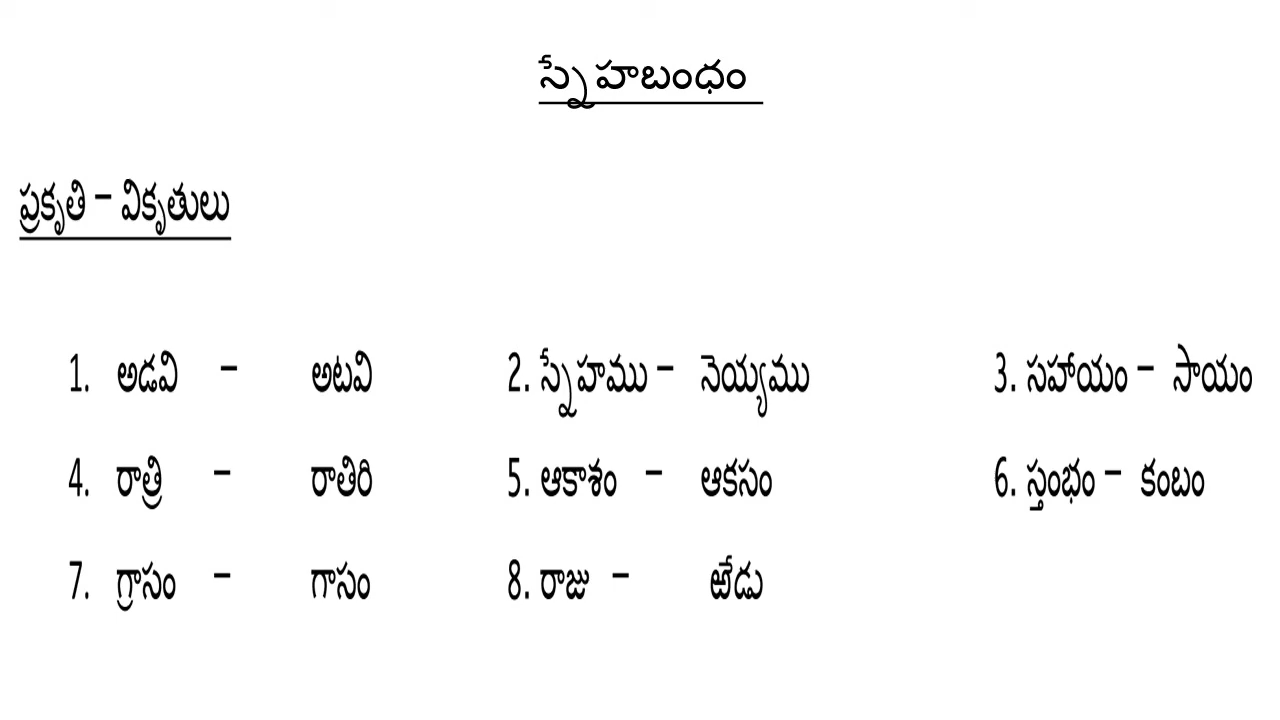 స్నేహబంధం
ప్రకృతి – వికృతులు
1. అడవి – అటవి 2. స్నేహము – నెయ్యము 3. సహాయం – సాయం
4. రాత్రి – రాతిరి 5. ఆకాశం – ఆకసం 6. స్తంభం – కంబం
7. గ్రాసం – గాసం 8. రాజు – ఱేడు